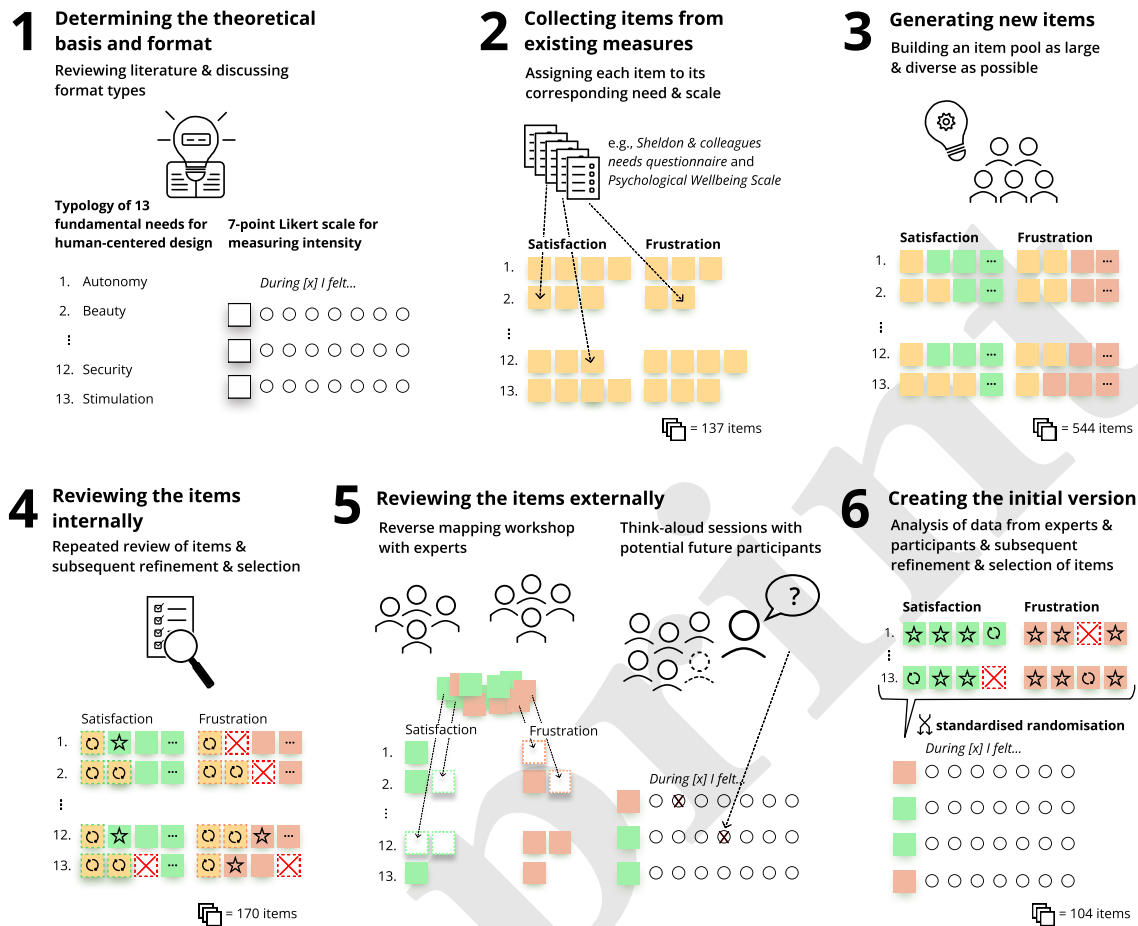 1
Determining the theoretical
basis and format
Reviewing literature & discussing
format types
Typology of 13
fundamental needs for
human-centered design
7-point Likert scale for
measuring intensity
1. Autonomy
2. Beauty
⋮
12. Security
13. Stimulation
During [x] I felt...
2
Collecting items from
existing measures
Assigning each item to its
corresponding need & scale
e.g., Sheldon & colleagues
needs questionnaire and
Psychological Wellbeing Scale
Satisfaction Frustration
1.
2.
⋮
12.
13.
= 137 items
3
Generating new items
Building an item pool as large
& diverse as possible
Satisfaction Frustration
1. ... ...
2. ... ...
⋮
12. ... ...
13. ... ...
= 544 items
4
Reviewing the items
internally
Repeated review of items &
subsequent refinement & selection
Satisfaction Frustration
1. ... ...
2. ... ...
⋮
12. ... ...
13. ...
= 170 items
5
Reviewing the items externally
Reverse mapping workshop
with experts
Satisfaction Frustration
1.
2.
⋮
12.
13.
Think-aloud sessions with
potential future participants
?
During [x] I felt...
6
Creating the initial version
Analysis of data from experts &
participants & subsequent
refinement & selection of items
Satisfaction Frustration
1.
⋮
13.
standardised randomisation
During [x] I felt...
= 104 items
print